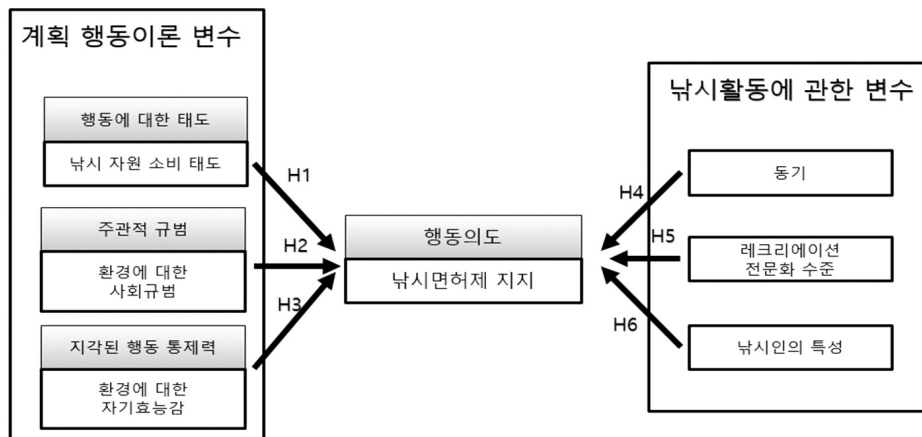 계획 행동이론 변수
행동에 대한 태도
낚시 자원 소비 태도
주관적 규범
환경에 대한
사회규범
지각된 행동 통제력
환경에 대한
자기효능감
H1
H2
H3
행동의도
낚시면허제 지지
H4
H5
H6
낚시활동에 관한 변수
동기
레크리에이션
전문화 수준
낚시인의 특성